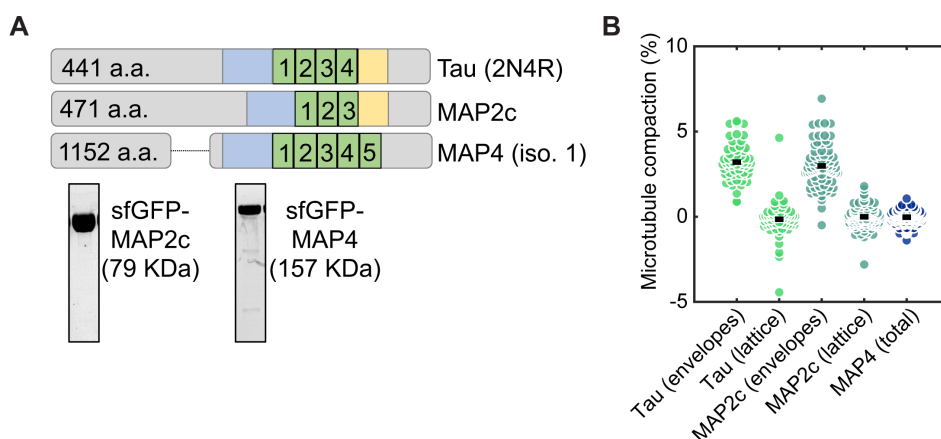 A
441 a.a. 1 2 3 4 Tau (2N4R)
471 a.a. 1 2 3 MAP2c
1152 a.a. 1 2 3 4 5 MAP4 (iso. 1)
sfGFP-
MAP2c
(79 KDa)
sfGFP-
MAP4
(157 KDa)
B
Microtubule compaction (%)
10
5
0
-5
Tau (envelopes)
Tau (lattice)
MAP2c (envelopes)
MAP2c (lattice)
MAP4 (total)